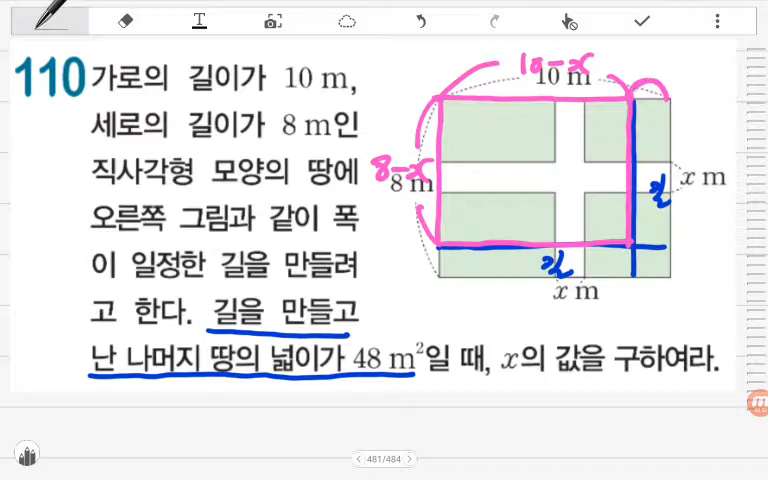 T
110 가로의 길이가 10 m,
세로의 길이가 8 m인
직사각형 모양의 땅에
오른쪽 그림과 같이 폭
이 일정한 길을 만들려
고 한다. 길을 만들고
난 나머지 땅의 넓이가 48 m²일 때, x의 값을 구하여라.
10-x
10 m
8-x
8 m
길
x m
길
x m
481/484